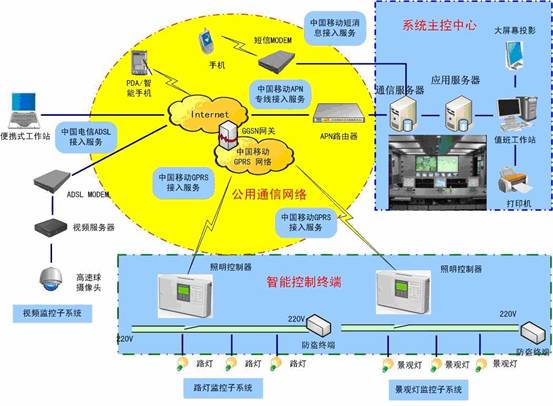 中国移动短消
息接入服务
系统主控中心
短信MODEM
手机
大屏幕投影
PDA/智
能手机
中国移动APN
专线接入服务
通信服务器
应用服务器
Internet
便携式工作站
中国电信ADSL
接入服务
GGSN网关
APN路由器
值班工作站
中国移动
GPRS 网络
ADSL MODEM
中国移动GPRS
接入服务
公用通信网络
打印机
视频服务器
中国移动GPRS
接入服务
高速球
摄像头
照明控制器
智能控制终端
照明控制器
视频监控子系统
220V
220V
220V
220V
防盗终端
防盗终端
路灯
路灯
路灯
景观灯
景观灯
景观灯
路灯监控子系统
景观灯监控子系统